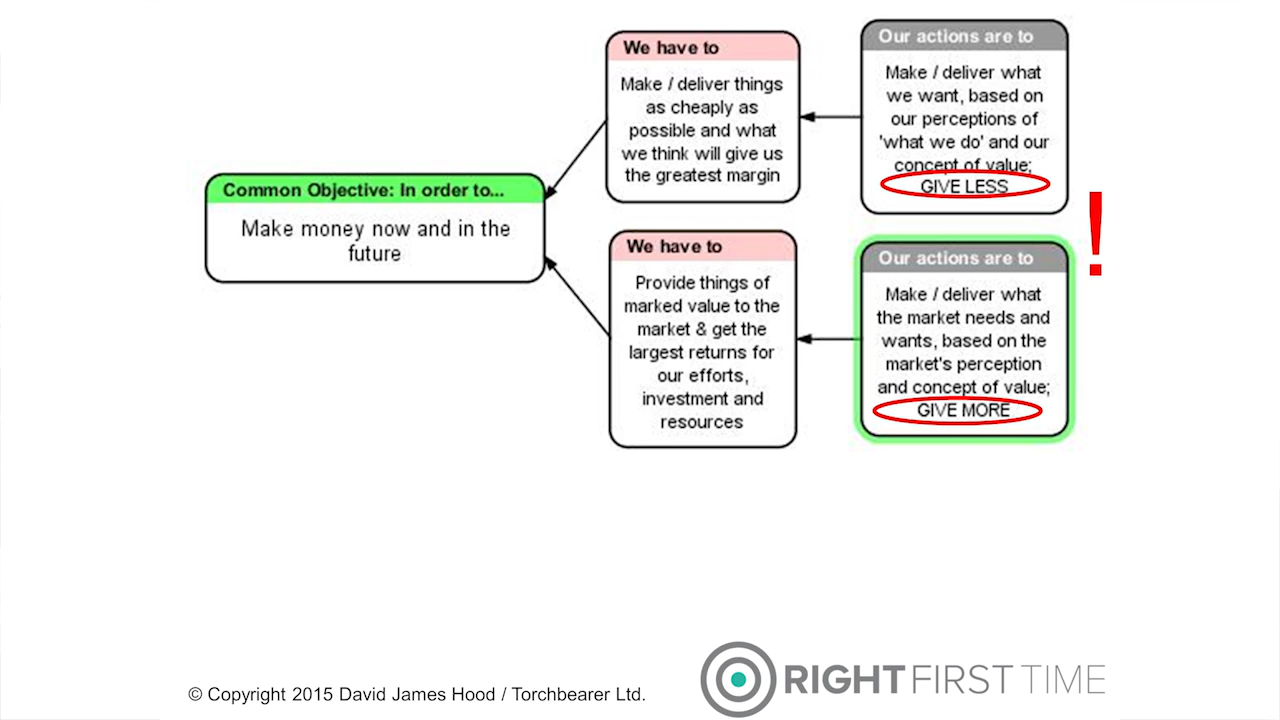 Common Objective: In order to...
Make money now and in the
future
We have to
Make / deliver things
as cheaply as
possible and what
we think will give us
the greatest margin
Our actions are to
Make / deliver what
we want, based on
our perceptions of
'what we do' and our
concept of value;
GIVE LESS
We have to
Provide things of
marked value to the
market & get the
largest returns for
our efforts,
investment and
resources
Our actions are to
Make / deliver what
the market needs and
wants, based on the
market's perception
and concept of value;
GIVE MORE
!
© Copyright 2015 David James Hood / Torchbearer Ltd.
RIGHT FIRST TIME